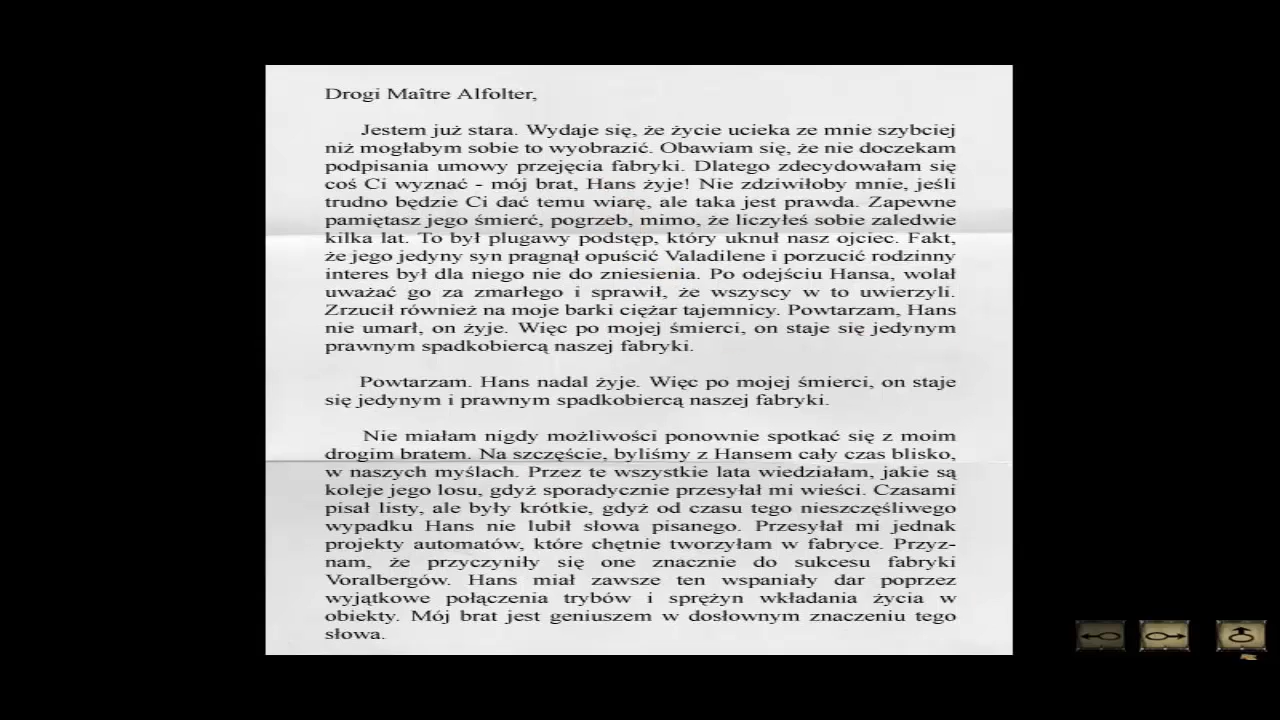 Drogi Maître Alfolter,
Jestem już stara. Wydaje się, że życie ucieka ze mnie szybciej
niż mogłabym sobie to wyobrazić. Obawiam się, że nie doczekam
podpisania umowy przejęcia fabryki. Dlatego zdecydowałam się
coś Ci wyznać - mój brat, Hans żyje! Nie zdziwiłoby mnie, jeśli
trudno będzie Ci dać temu wiarę, ale taka jest prawda. Zapewne
pamiętasz jego śmierć, pogrzeb, mimo, że liczyłeś sobie zaledwie
kilka lat. To był plugawy podstęp, który uknuł nasz ojciec. Fakt,
że jego jedyny syn pragnął opuścić Valadilene i porzucić rodzinny
interes był dla niego nie do zniesienia. Po odejściu Hansa, wolał
uważać go za zmarłego i sprawił, że wszyscy w to uwierzyli.
Zrzucił również na moje barki ciężar tajemnicy. Powtarzam, Hans
nie umarł, on żyje. Więc po mojej śmierci, on staje się jedynym
prawnym spadkobiercą naszej fabryki.
Powtarzam. Hans nadal żyje. Więc po mojej śmierci, on staje
się jedynym i prawnym spadkobiercą naszej fabryki.
Nie miałam nigdy możliwości ponownie spotkać się z moim
drogim bratem. Na szczęście, byliśmy z Hansem cały czas blisko,
w naszych myślach. Przez te wszystkie lata wiedziałam, jakie są
koleje jego losu, gdyż sporadycznie przesyłał mi wieści. Czasami
pisał listy, ale były krótkie, gdyż od czasu tego nieszczęśliwego
wypadku Hans nie lubił słowa pisanego. Przesyłał mi jednak
projekty automatów, które chętnie tworzyłam w fabryce. Przyz-
nam, że przyczyniły się one znacznie do sukcesu fabryki
Voralbergów. Hans miał zawsze ten wspaniały dar poprzez
wyjątkowe połączenia trybów i sprężyn wkładania życia w
obiekty. Mój brat jest geniuszem w dosłownym znaczeniu tego
słowa.